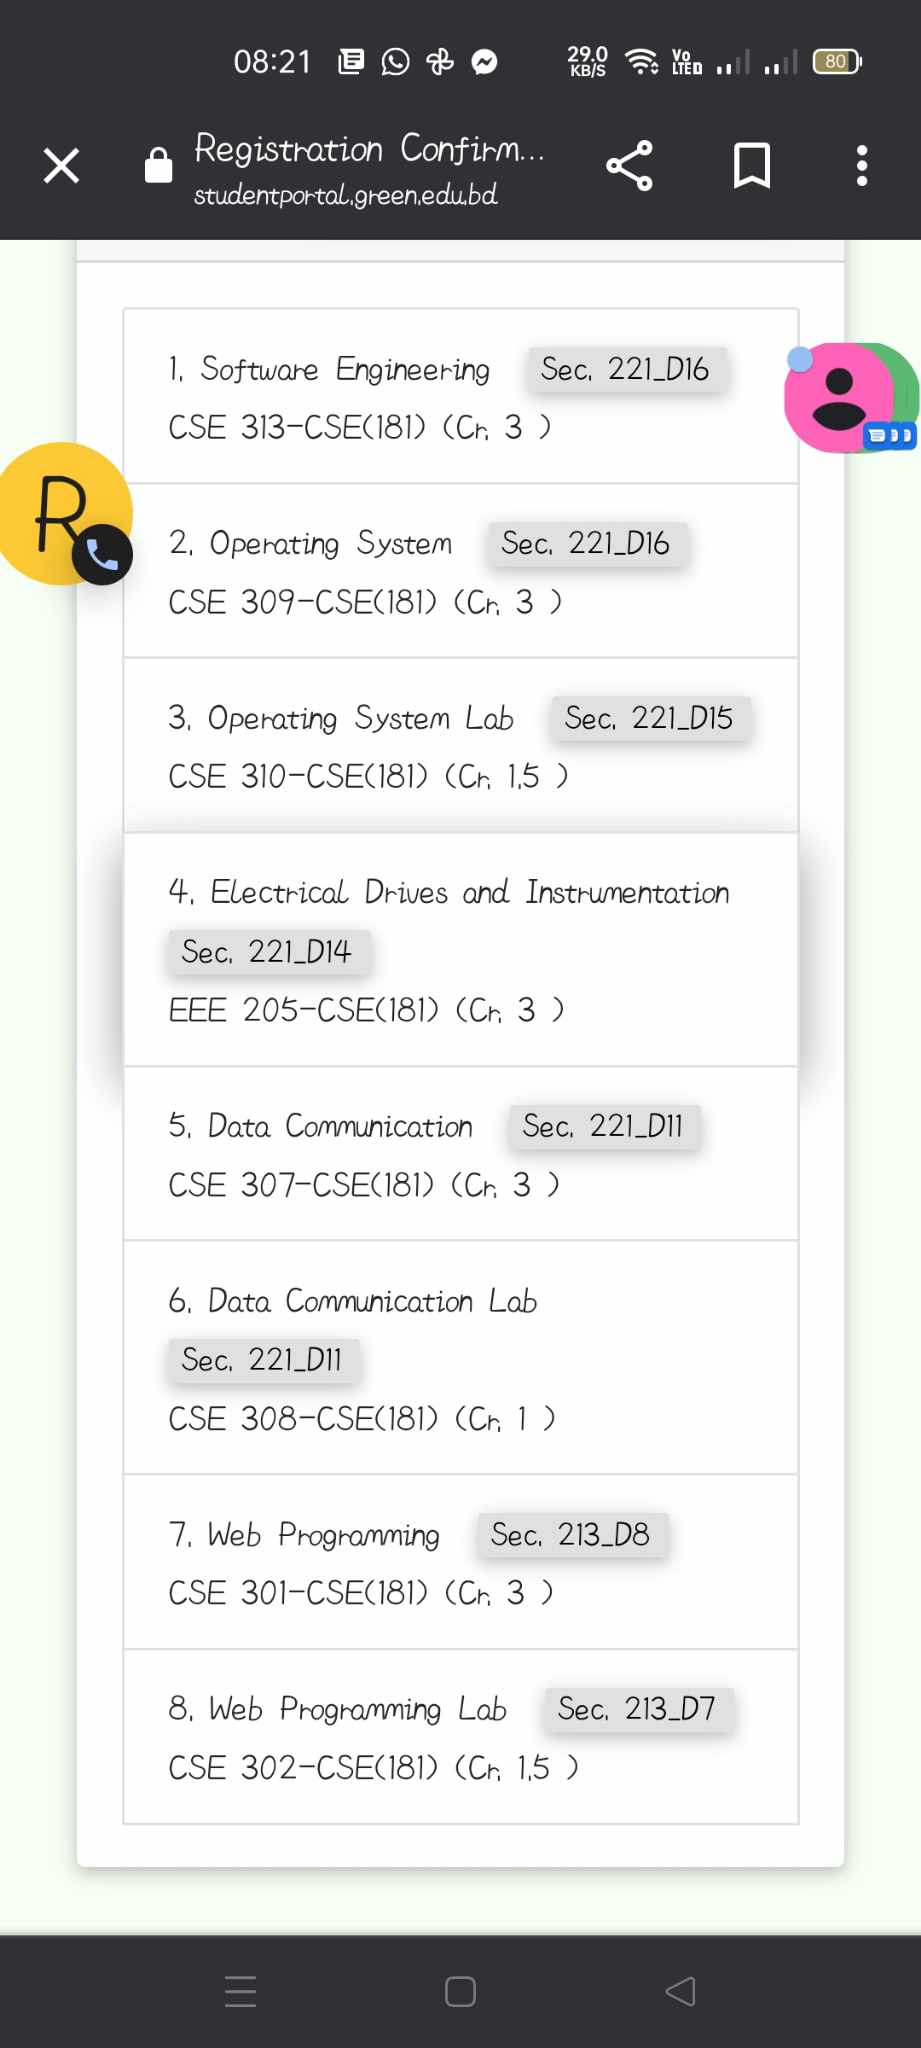 08:21 29.0 KB/S Vo LTE 80
Registration Confirm...
studentportal.green.edu.bd
1. Software Engineering Sec. 221_D16
CSE 313-CSE(181) (Cr. 3 )
R
2. Operating System Sec. 221_D16
CSE 309-CSE(181) (Cr. 3 )
3. Operating System Lab Sec. 221_D15
CSE 310-CSE(181) (Cr. 1.5 )
4. Electrical Drives and Instrumentation
Sec. 221_D14
EEE 205-CSE(181) (Cr. 3 )
5. Data Communication Sec. 221_D11
CSE 307-CSE(181) (Cr. 3 )
6. Data Communication Lab
Sec. 221_D11
CSE 308-CSE(181) (Cr. 1 )
7. Web Programming Sec. 213_D8
CSE 301-CSE(181) (Cr. 3 )
8. Web Programming Lab Sec. 213_D7
CSE 302-CSE(181) (Cr. 1.5 )